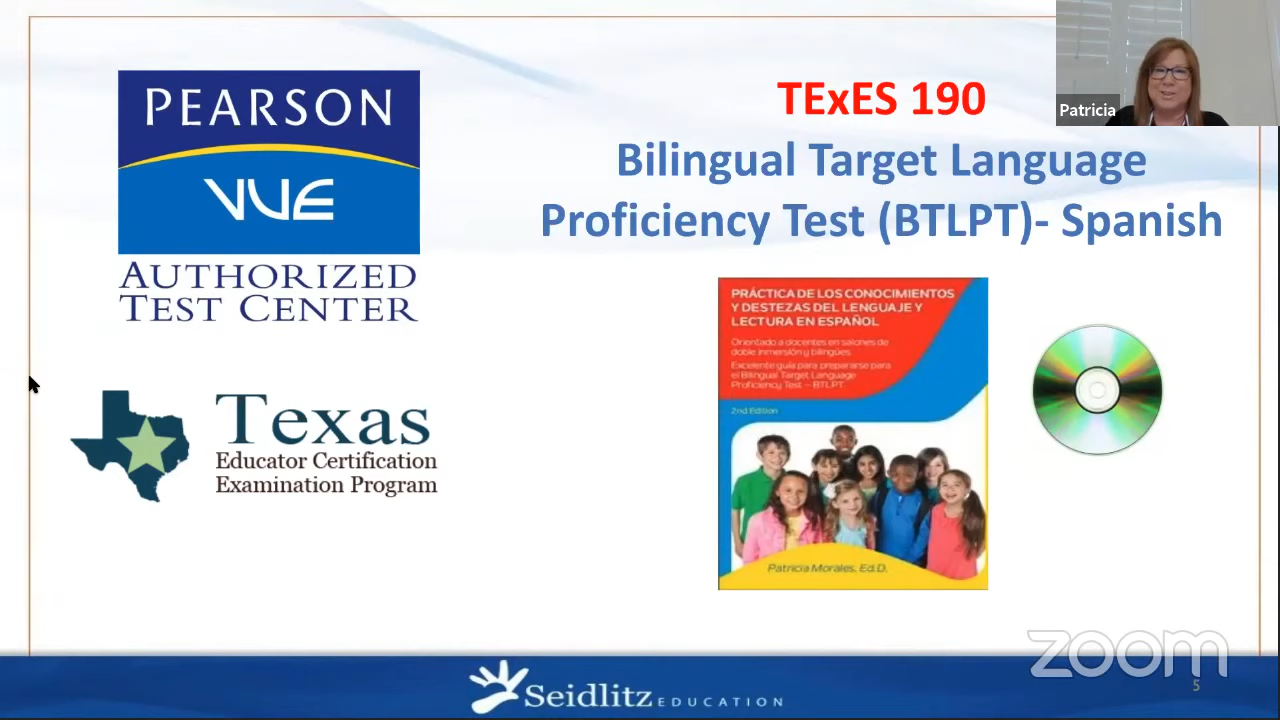 PEARSON
VUE
AUTHORIZED
TEST CENTER
Texas
Educator Certification
Examination Program
TExES 190
Bilingual Target Language
Proficiency Test (BTLPT)- Spanish
Patricia
PRÁCTICA DE LOS CONOCIMIENTOS
Y DESTEZAS DEL LENGUAJE Y
LECTURA EN ESPAÑOL
Orientado a docentes en salones de
doble inmersión y bilingües
Excelente guía para prepararse para
el Bilingual Target Language
Proficiency Test – BTLPT
2nd Edition
Patricia Morales, Ed.D.
zoom
Seidlitz EDUCATION
5